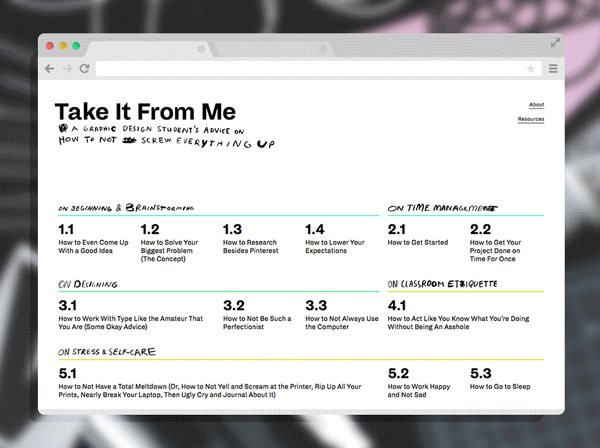 Take It From Me
About
A GRAPHIC DESIGN STUDENT'S ADVICE ON
Resources
HOW TO NOT SCREW EVERYTHING UP
ON BEGINNING & BRAINSTORMING
ON TIME MANAGEMENT
1.1
1.2
1.3
1.4
2.1
2.2
How to Even Come Up
With a Good Idea
How to Solve Your
Biggest Problem
(The Concept)
How to Research
Besides Pinterest
How to Lower Your
Expectations
How to Get Started
How to Get Your
Project Done on
Time For Once
ON DESIGNING
ON CLASSROOM ETIQUETTE
3.1
3.2
3.3
4.1
How to Work With Type Like the Amateur That
You Are (Some Okay Advice)
How to Not Be Such a
Perfectionist
How to Not Always Use
the Computer
How to Act Like You Know What You're Doing
Without Being An Asshole
ON STRESS & SELF-CARE
5.1
5.2
5.3
How to Not Have a Total Meltdown (Or, How to Not Yell and Scream at the Printer, Rip Up All Your
Prints, Nearly Break Your Laptop, Then Ugly Cry and Journal About It)
How to Work Happy
and Not Sad
How to Go to Sleep